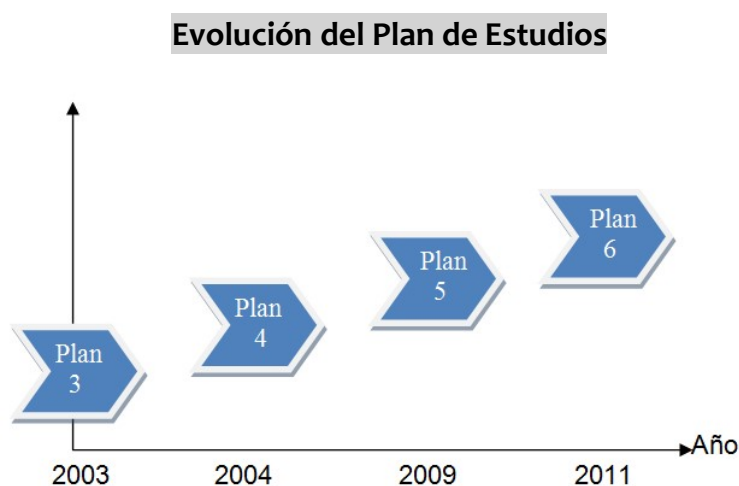 Evolución del Plan de Estudios
Plan
6
Plan
5
Plan
4
Plan
3
Año
2003
2004
2009
2011